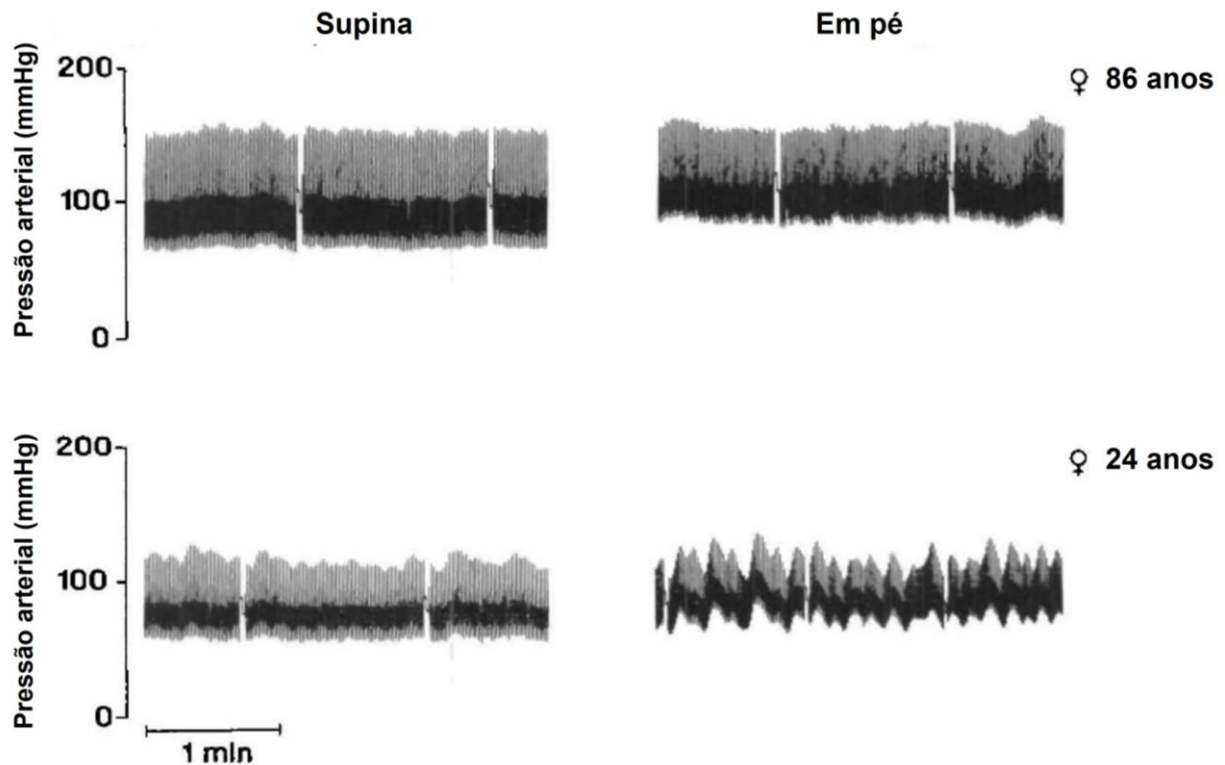 Supina
Em pé
Pressão arterial (mmHg)
200
100
0
♀ 86 anos
Pressão arterial (mmHg)
200
100
0
♀ 24 anos
1 min